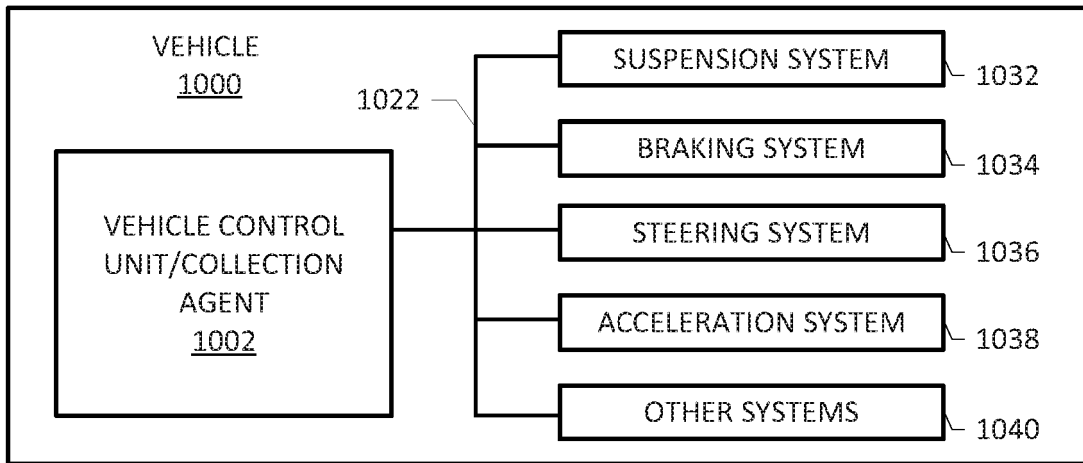 VEHICLE
1000
1022
VEHICLE CONTROL
UNIT/COLLECTION
AGENT
1002
SUSPENSION SYSTEM
1032
BRAKING SYSTEM
1034
STEERING SYSTEM
1036
ACCELERATION SYSTEM
1038
OTHER SYSTEMS
1040